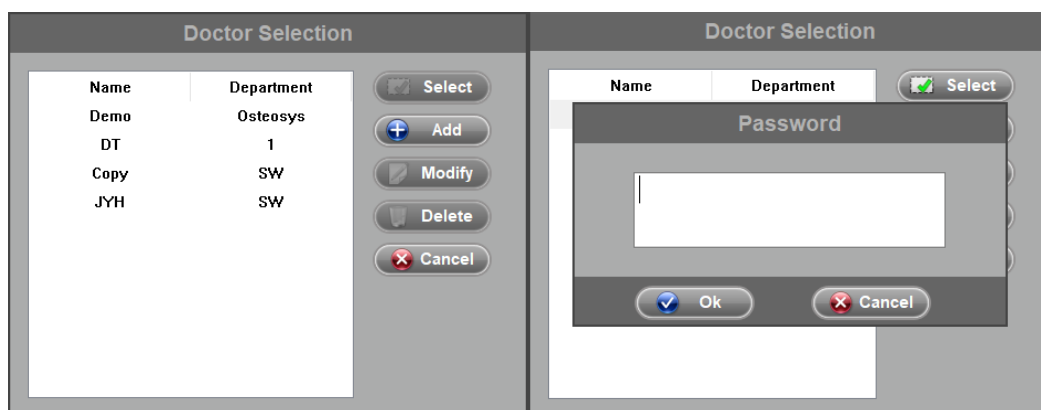 Doctor Selection
Name Department
Demo Osteosys
DT 1
Copy SW
JYH SW
Select
Add
Modify
Delete
Cancel
Doctor Selection
Name Department
Select
Password
Ok Cancel